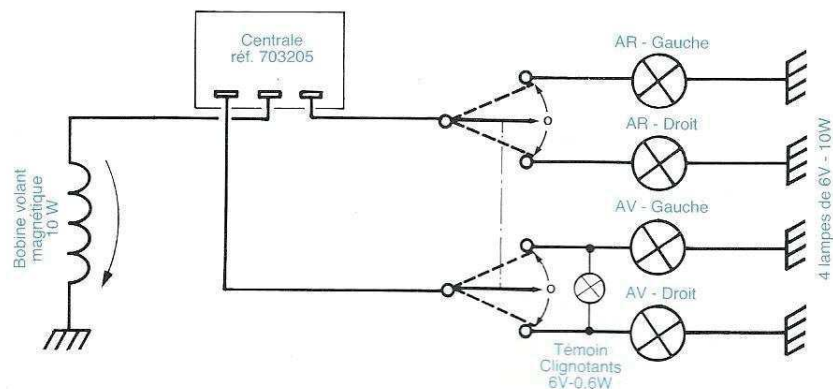 Centrale
réf. 703205
AR - Gauche
AR - Droit
AV - Gauche
AV - Droit
o
o
Bobine volant
magnétique
10 W
Témoin
Clignotants
6V-0.6W
4 lampes de 6V - 10W